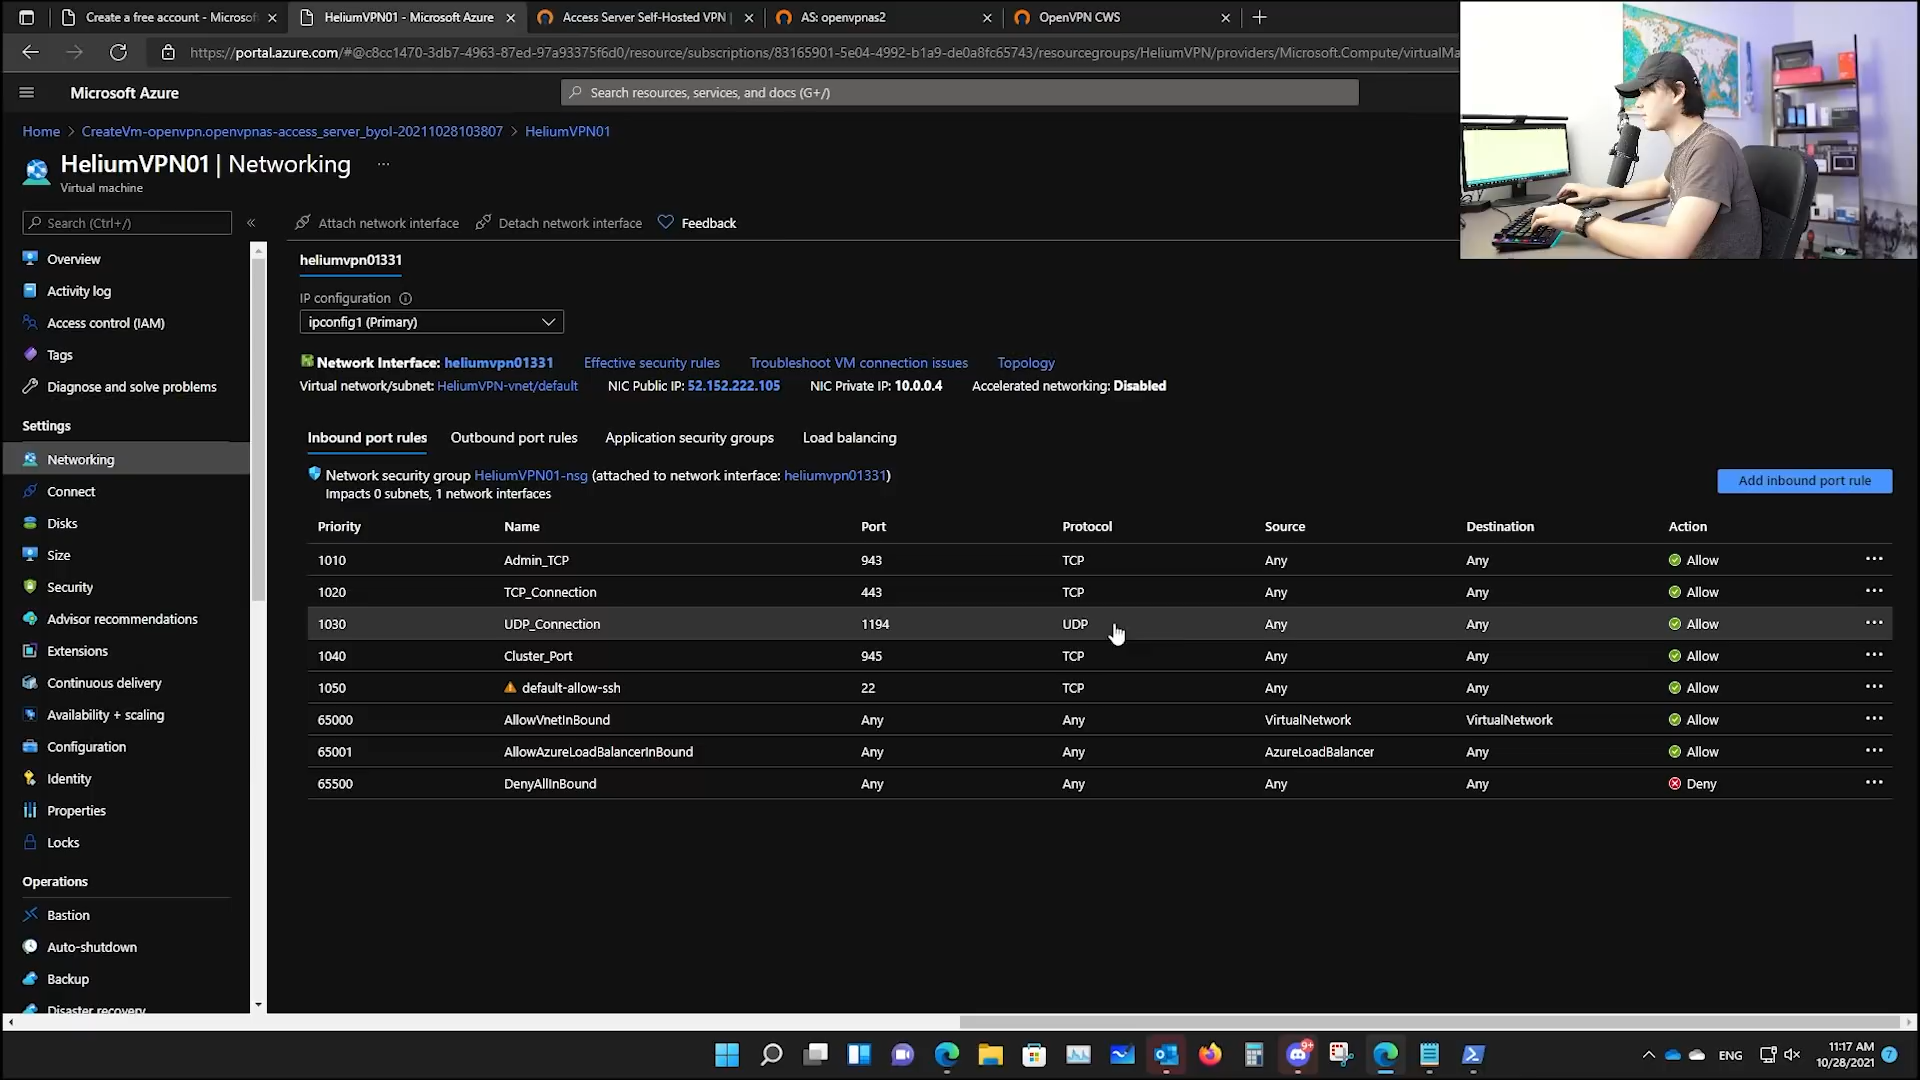 Create a free account - Microsof
HeliumVPN01 - Microsoft Azure
Access Server Self-Hosted VPN
AS: openvpnas2
OpenVPN CWS
https://portal.azure.com/#@c8cc1470-3db7-4963-87ed-97a93375f6d0/resource/subscriptions/83165901-5e04-4992-b1a9-de0a8fc65743/resourcegroups/HeliumVPN/providers/Microsoft.Compute/virtualMa
Microsoft Azure
Search resources, services, and docs (G+/)
Home > CreateVm-openvpn.openvpnas-access_server_byol-20211028103807 > HeliumVPN01
HeliumVPN01 | Networking ...
Virtual machine
Search (Ctrl+/)
«
Attach network interface
Detach network interface
Feedback
Overview
Activity log
Access control (IAM)
Tags
Diagnose and solve problems
Settings
Networking
Connect
Disks
Size
Security
Advisor recommendations
Extensions
Continuous delivery
Availability + scaling
Configuration
Identity
Properties
Locks
Operations
Bastion
Auto-shutdown
Backup
Disaster recovery
heliumvpn01331
IP configuration
ipconfig1 (Primary)
Network Interface: heliumvpn01331 Effective security rules Troubleshoot VM connection issues Topology
Virtual network/subnet: HeliumVPN-vnet/default NIC Public IP: 52.152.222.105 NIC Private IP: 10.0.0.4 Accelerated networking: Disabled
Inbound port rules Outbound port rules Application security groups Load balancing
Network security group HeliumVPN01-nsg (attached to network interface: heliumvpn01331)
Impacts 0 subnets, 1 network interfaces
Add inbound port rule
Priority Name Port Protocol Source Destination Action
1010 Admin_TCP 943 TCP Any Any Allow ...
1020 TCP_Connection 443 TCP Any Any Allow ...
1030 UDP_Connection 1194 UDP Any Any Allow ...
1040 Cluster_Port 945 TCP Any Any Allow ...
1050 default-allow-ssh 22 TCP Any Any Allow ...
65000 AllowVnetInBound Any Any VirtualNetwork VirtualNetwork Allow ...
65001 AllowAzureLoadBalancerInBound Any Any AzureLoadBalancer Any Allow ...
65500 DenyAllInBound Any Any Any Any Deny ...
9+
ENG
11:17 AM
10/28/2021
7